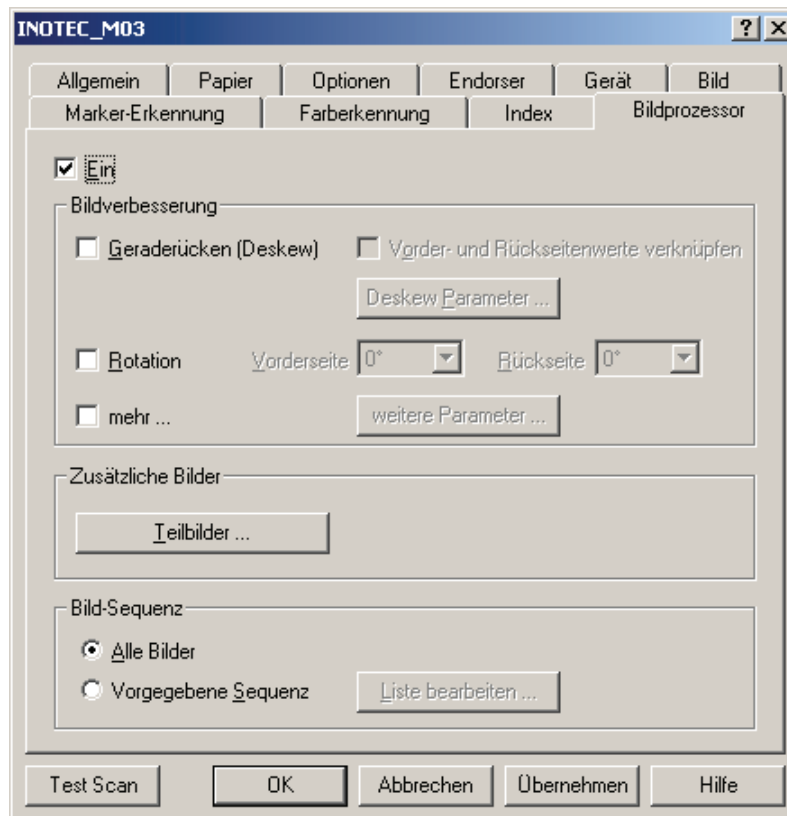 INOTEC_M03
Allgemein Papier Optionen Endorser Gerät Bild
Marker-Erkennung Farberkennung Index Bildprozessor
Ein
Bildverbesserung
Geraderücken (Deskew) Vorder- und Rückseitenwerte verknüpfen
Deskew Parameter ...
Rotation Vorderseite 0° Rückseite 0°
mehr ... weitere Parameter ...
Zusätzliche Bilder
Teilbilder ...
Bild-Sequenz
Alle Bilder
Vorgegebene Sequenz Liste bearbeiten ...
Test Scan OK Abbrechen Übernehmen Hilfe